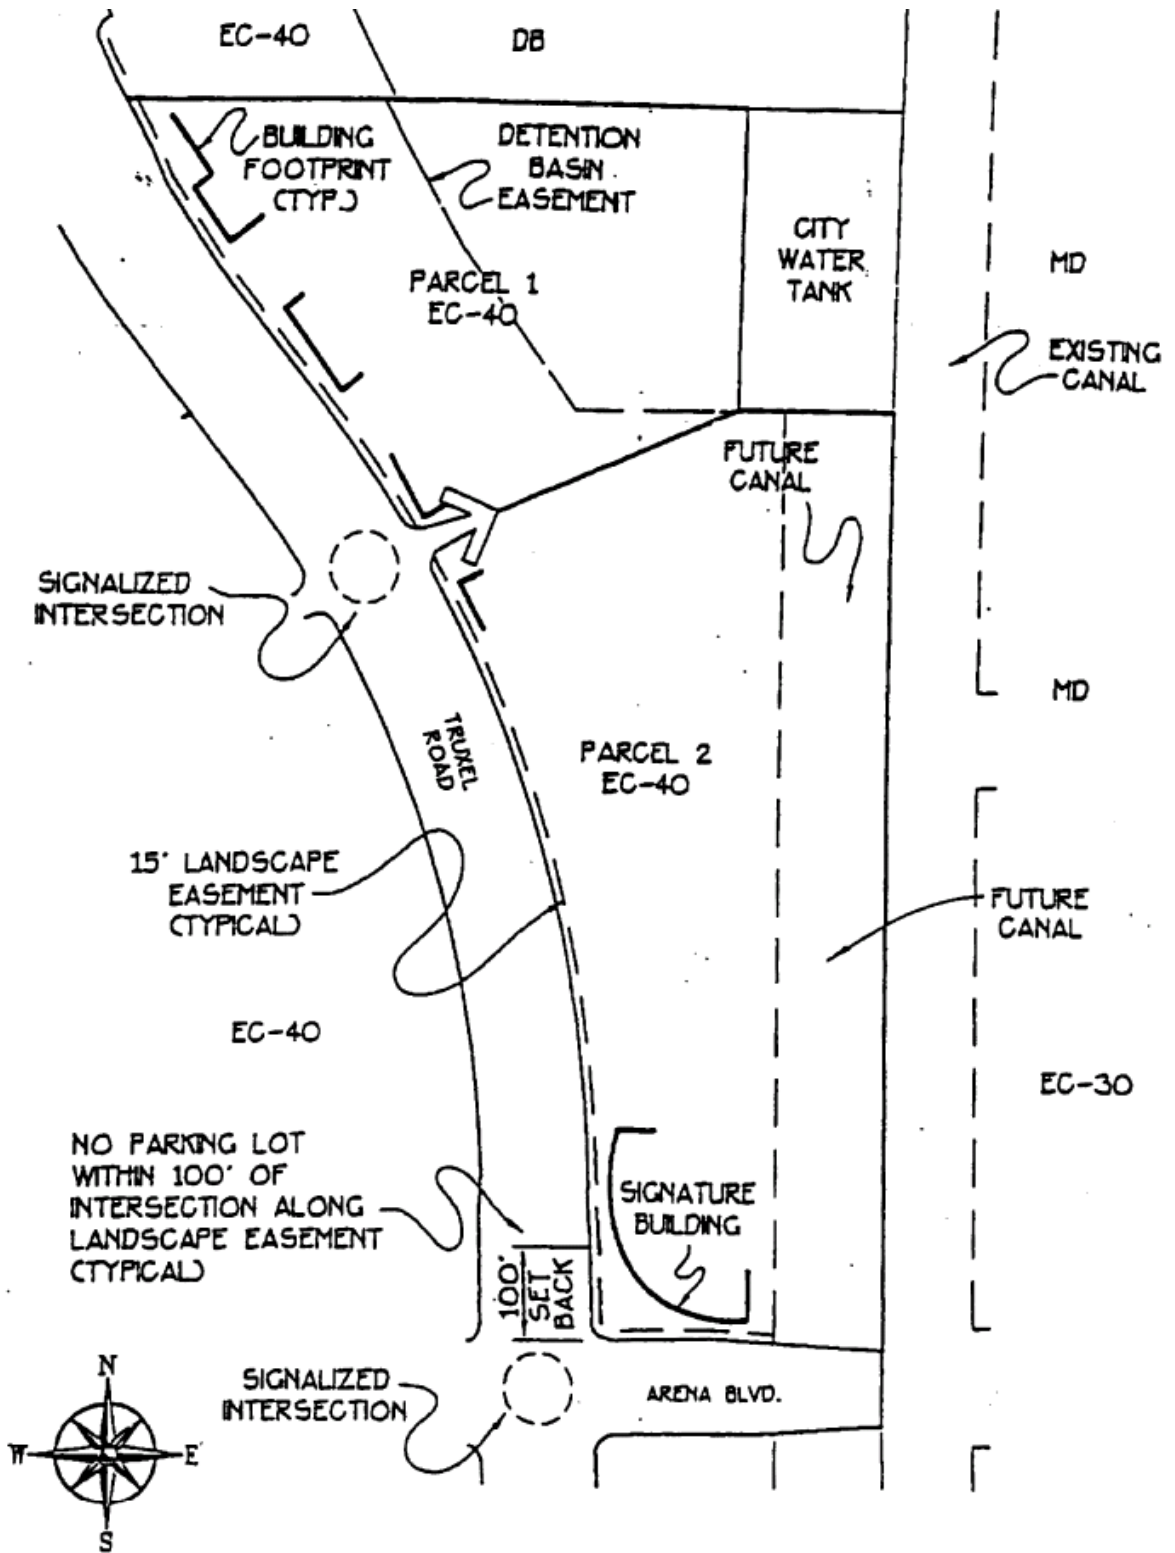 EC-40
DB
BUILDING
FOOTPRINT
(TYP.)
DETENTION
BASIN
EASEMENT
CITY
WATER
TANK
MD
PARCEL 1
EC-40
EXISTING
CANAL
FUTURE
CANAL
SIGNALIZED
INTERSECTION
MD
TRUXEL
ROAD
PARCEL 2
EC-40
15' LANDSCAPE
EASEMENT
(TYPICAL)
FUTURE
CANAL
EC-40
EC-30
NO PARKING LOT
WITHIN 100' OF
INTERSECTION ALONG
LANDSCAPE EASEMENT
(TYPICAL)
SIGNATURE
BUILDING
100'
SET
BACK
SIGNALIZED
INTERSECTION
ARENA BLVD.
N
W
E
S